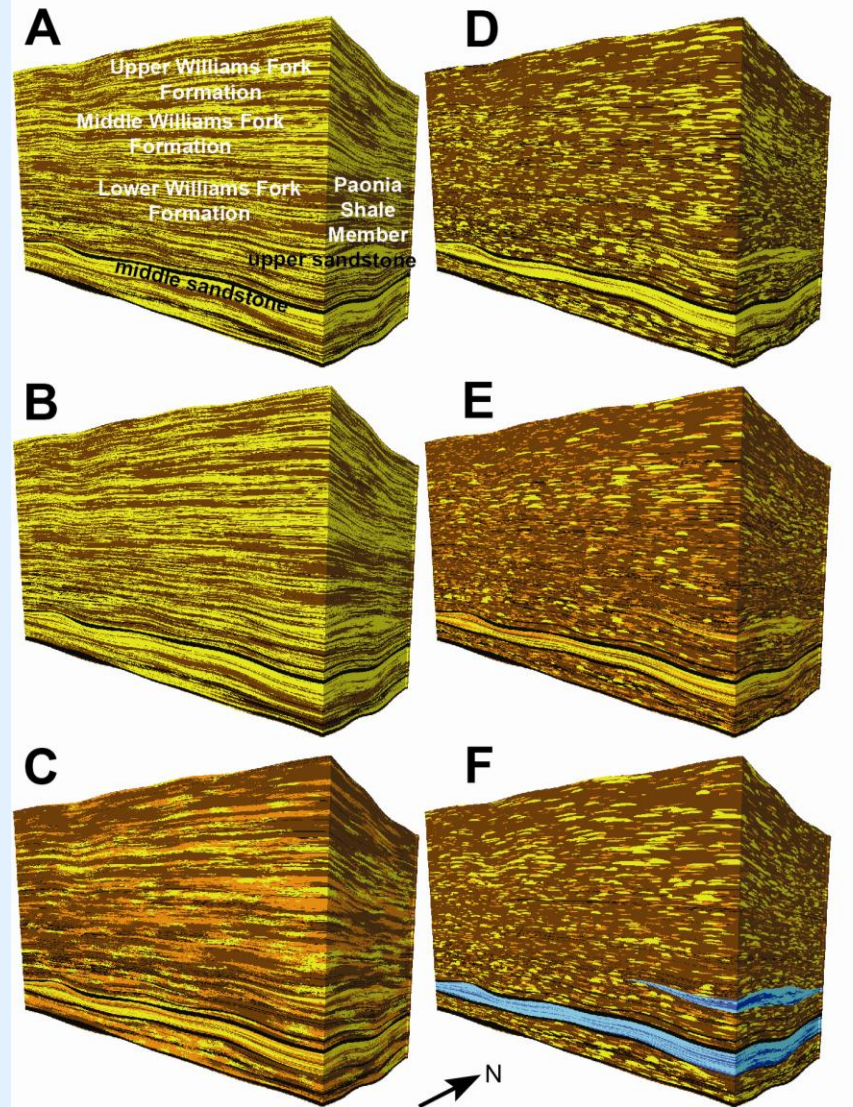 A
Upper Williams Fork
Formation
Middle Williams Fork
Formation
Lower Williams Fork
Formation
Paonia
Shale
Member
upper sandstone
middle sandstone
D
B
E
C
F
N